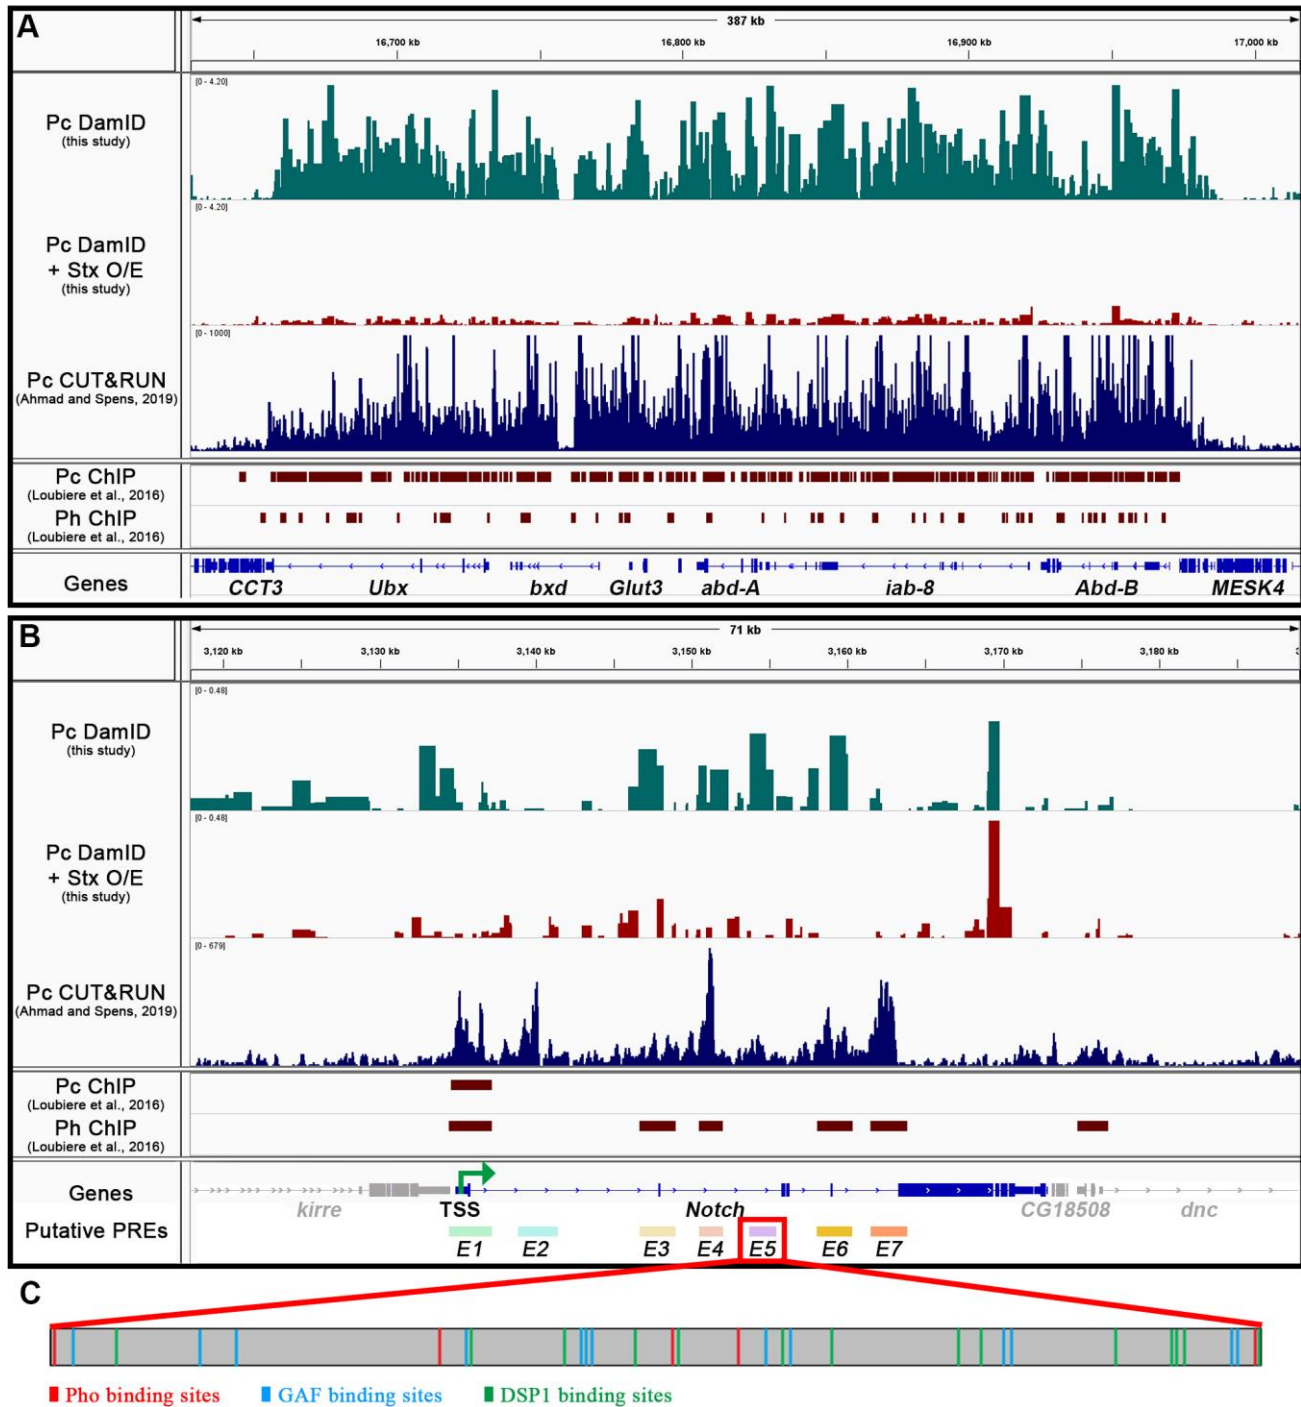 A
387 kb
16,700 kb 16,800 kb 16,900 kb 17,000 kb
[0 - 4.20]
Pc DamID
(this study)
[0 - 4.20]
Pc DamID
+ Stx O/E
(this study)
[0 - 1000]
Pc CUT&RUN
(Ahmad and Spens, 2019)
Pc ChIP
(Loubiere et al., 2016)
Ph ChIP
(Loubiere et al., 2016)
Genes
CCT3 Ubx bxd Glut3 abd-A iab-8 Abd-B MESK4
B
71 kb
3,120 kb 3,130 kb 3,140 kb 3,150 kb 3,160 kb 3,170 kb 3,180 kb
[0 - 0.48]
Pc DamID
(this study)
[0 - 0.48]
Pc DamID
+ Stx O/E
(this study)
[0 - 679]
Pc CUT&RUN
(Ahmad and Spens, 2019)
Pc ChIP
(Loubiere et al., 2016)
Ph ChIP
(Loubiere et al., 2016)
Genes
kirre TSS Notch CG18508 dnc
Putative PREs
E1 E2 E3 E4 E5 E6 E7
C
Pho binding sites GAF binding sites DSP1 binding sites